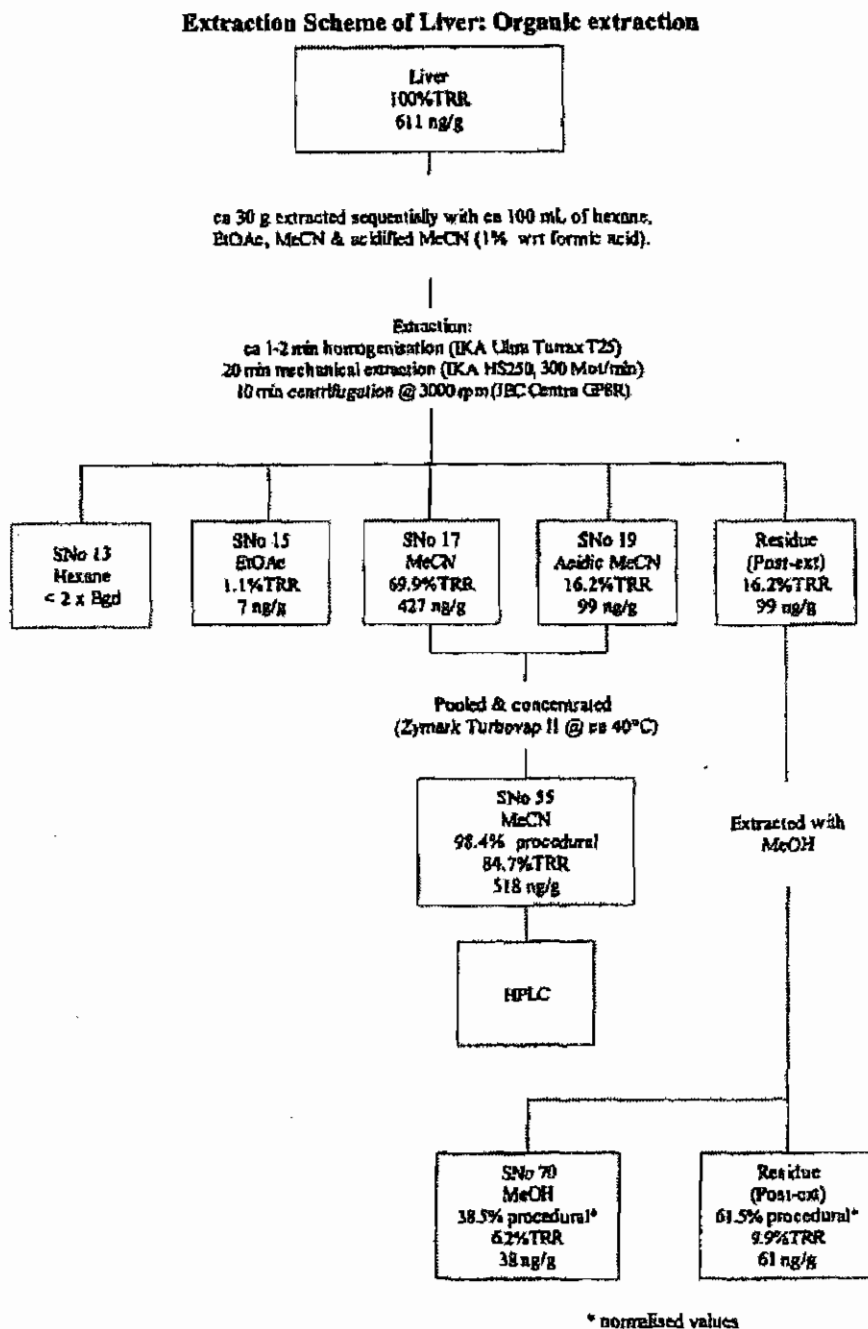 Extraction Scheme of Liver: Organic extraction
Liver
100%TRR
611 ng/g
ca 30 g extracted sequentially with ca 100 mL of hexane,
EtOAc, MeCN & acidified MeCN (1% wrt formic acid).
Extraction:
ca 1-2 min homogenisation (IKA Ultra Turrax T25)
20 min mechanical extraction (IKA HS250, 300 Mot/min)
10 min centrifugation @ 3000 rpm (IEC Centra GP8R)
SNo 13
Hexane
< 2 x Bgd
SNo 15
EtOAc
1.1%TRR
7 ng/g
SNo 17
MeCN
69.9%TRR
427 ng/g
SNo 19
Acidic MeCN
16.2%TRR
99 ng/g
Residue
(Post-ext)
16.2%TRR
99 ng/g
Pooled & concentrated
(Zymark Turbovap II @ ca 40°C)
SNo 55
MeCN
98.4% procedural
84.7%TRR
518 ng/g
Extracted with
MeOH
HPLC
SNo 70
MeOH
38.5% procedural*
6.2%TRR
38 ng/g
Residue
(Post-ext)
61.5% procedural*
9.9%TRR
61 ng/g
* normalised values